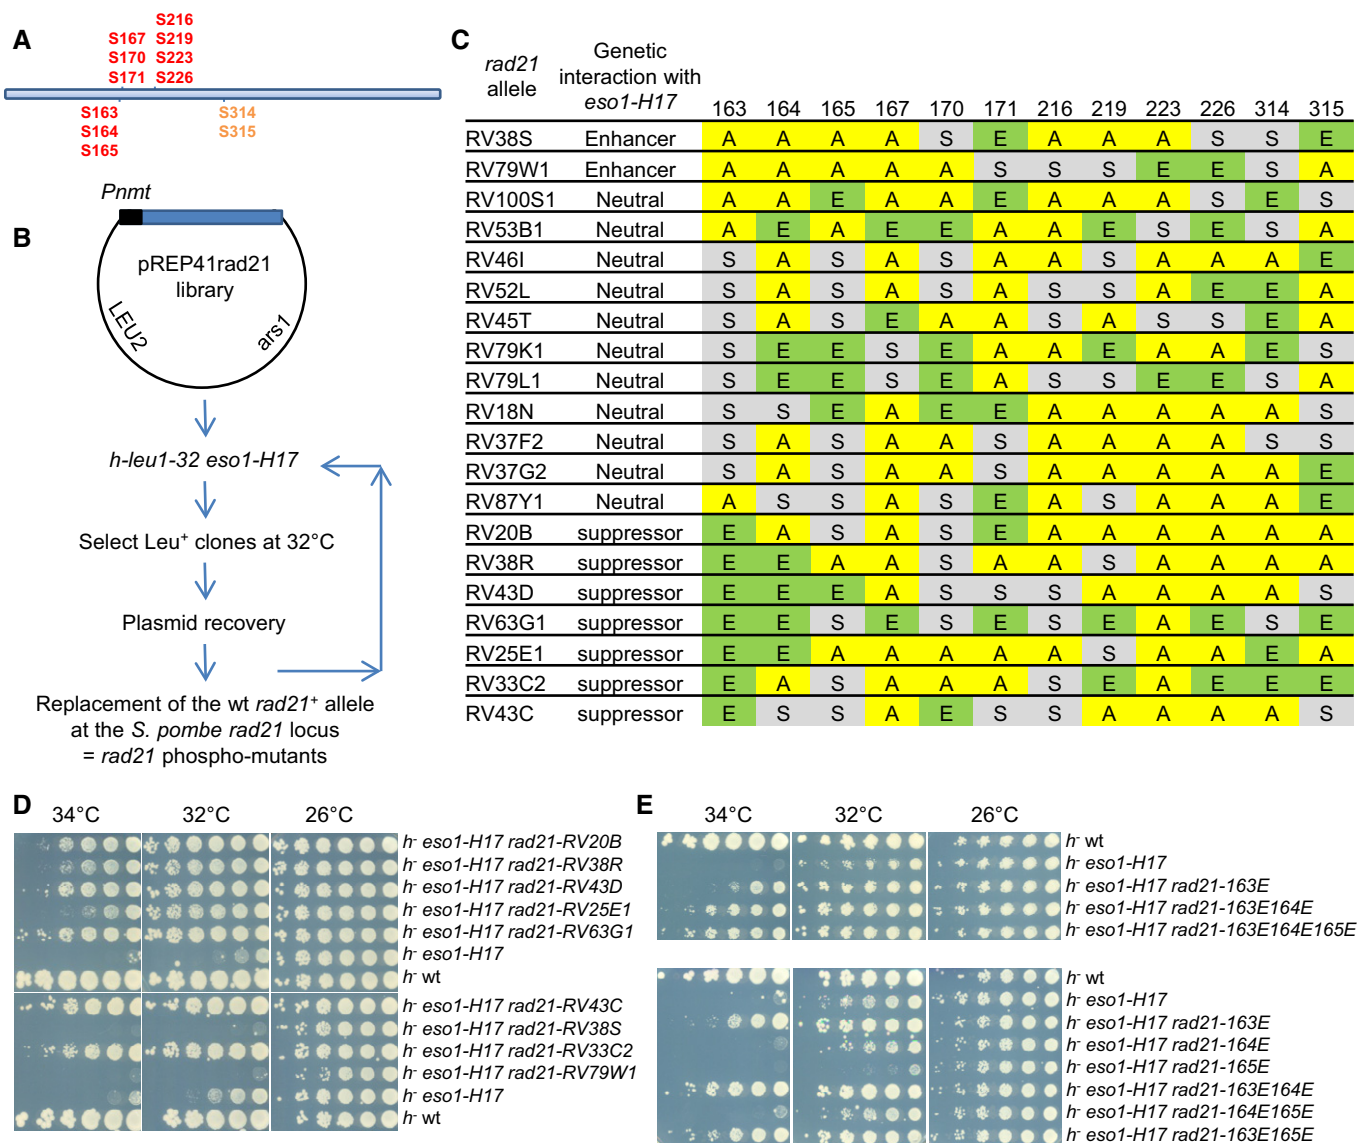 A
S216
S167 S219
S170 S223
S171 S226
S163 S314
S164 S315
S165
B
Pnmt
pREP41rad21
library
LEU2
ars1
h-leu1-32 eso1-H17
Select Leu⁺ clones at 32°C
Plasmid recovery
Replacement of the wt rad21⁺ allele
at the S. pombe rad21 locus
= rad21 phospho-mutants
C
rad21 allele Genetic interaction with eso1-H17 163 164 165 167 170 171 216 219 223 226 314 315
RV38S Enhancer A A A A S E A A A S S E
RV79W1 Enhancer A A A A A S S S E E S A
RV100S1 Neutral A A E A A E A A A S E S
RV53B1 Neutral A E A E E A A E S E S A
RV46I Neutral S A S A S A A S A A A E
RV52L Neutral S A S A S A S S A E E A
RV45T Neutral S A S E A A S A S S E A
RV79K1 Neutral S E E S E A A E A A E S
RV79L1 Neutral S E E S E A S S E E S A
RV18N Neutral S S E A E E A A A A A S
RV37F2 Neutral S A S A A S A A A A S S
RV37G2 Neutral S A S A A S A A A A A E
RV87Y1 Neutral A S S A S E A S A A A E
RV20B suppressor E A S A S E A A A A A A
RV38R suppressor E E A A S A A S A A A A
RV43D suppressor E E E A S S S A A A A S
RV63G1 suppressor E E S E S E S E A E S E
RV25E1 suppressor E E A A A A A S A A E A
RV33C2 suppressor E A S A A A S E A E E E
RV43C suppressor E S S A E S S A A A A S
D
34°C 32°C 26°C
h⁻ eso1-H17 rad21-RV20B
h⁻ eso1-H17 rad21-RV38R
h⁻ eso1-H17 rad21-RV43D
h⁻ eso1-H17 rad21-RV25E1
h⁻ eso1-H17 rad21-RV63G1
h⁻ eso1-H17
h⁻ wt
h⁻ eso1-H17 rad21-RV43C
h⁻ eso1-H17 rad21-RV38S
h⁻ eso1-H17 rad21-RV33C2
h⁻ eso1-H17 rad21-RV79W1
h⁻ eso1-H17
h⁻ wt
E
34°C 32°C 26°C
h⁻ wt
h⁻ eso1-H17
h⁻ eso1-H17 rad21-163E
h⁻ eso1-H17 rad21-163E164E
h⁻ eso1-H17 rad21-163E164E165E
h⁻ wt
h⁻ eso1-H17
h⁻ eso1-H17 rad21-163E
h⁻ eso1-H17 rad21-164E
h⁻ eso1-H17 rad21-165E
h⁻ eso1-H17 rad21-163E164E
h⁻ eso1-H17 rad21-164E165E
h⁻ eso1-H17 rad21-163E165E